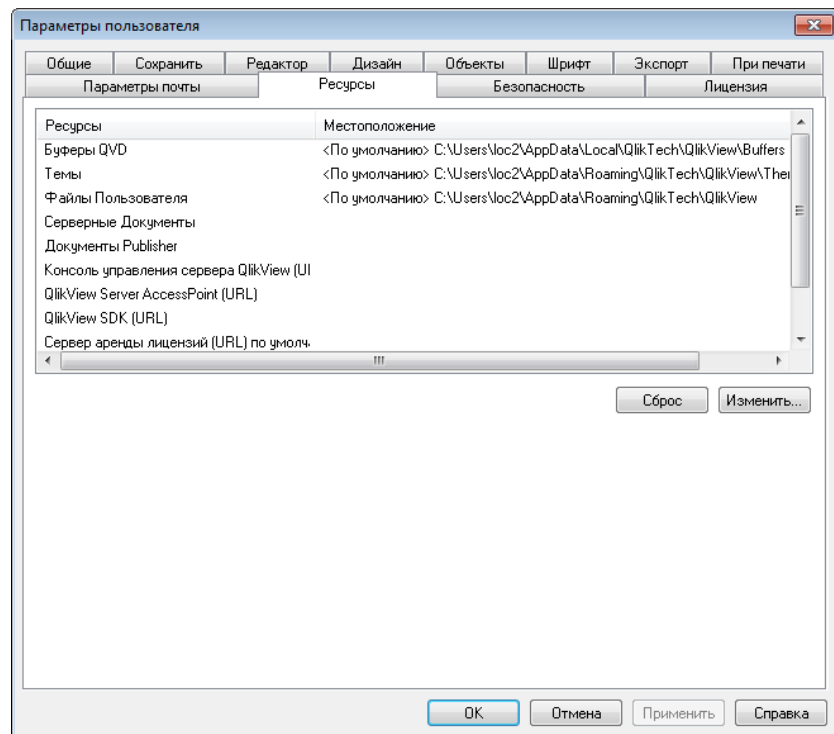 Параметры пользователя
Общие Сохранить Редактор Дизайн Объекты Шрифт Экспорт При печати
Параметры почты Ресурсы Безопасность Лицензия
Ресурсы Местоположение
Буферы QVD <По умолчанию> C:\Users\loc2\AppData\Local\QlikTech\QlikView\Buffers
Темы <По умолчанию> C:\Users\loc2\AppData\Roaming\QlikTech\QlikView\The
Файлы Пользователя <По умолчанию> C:\Users\loc2\AppData\Roaming\QlikTech\QlikView
Серверные Документы
Документы Publisher
Консоль управления сервера QlikView (UI
QlikView Server AccessPoint (URL)
QlikView SDK (URL)
Сервер аренды лицензий (URL) по умолч
Сброс Изменить...
OK Отмена Применить Справка